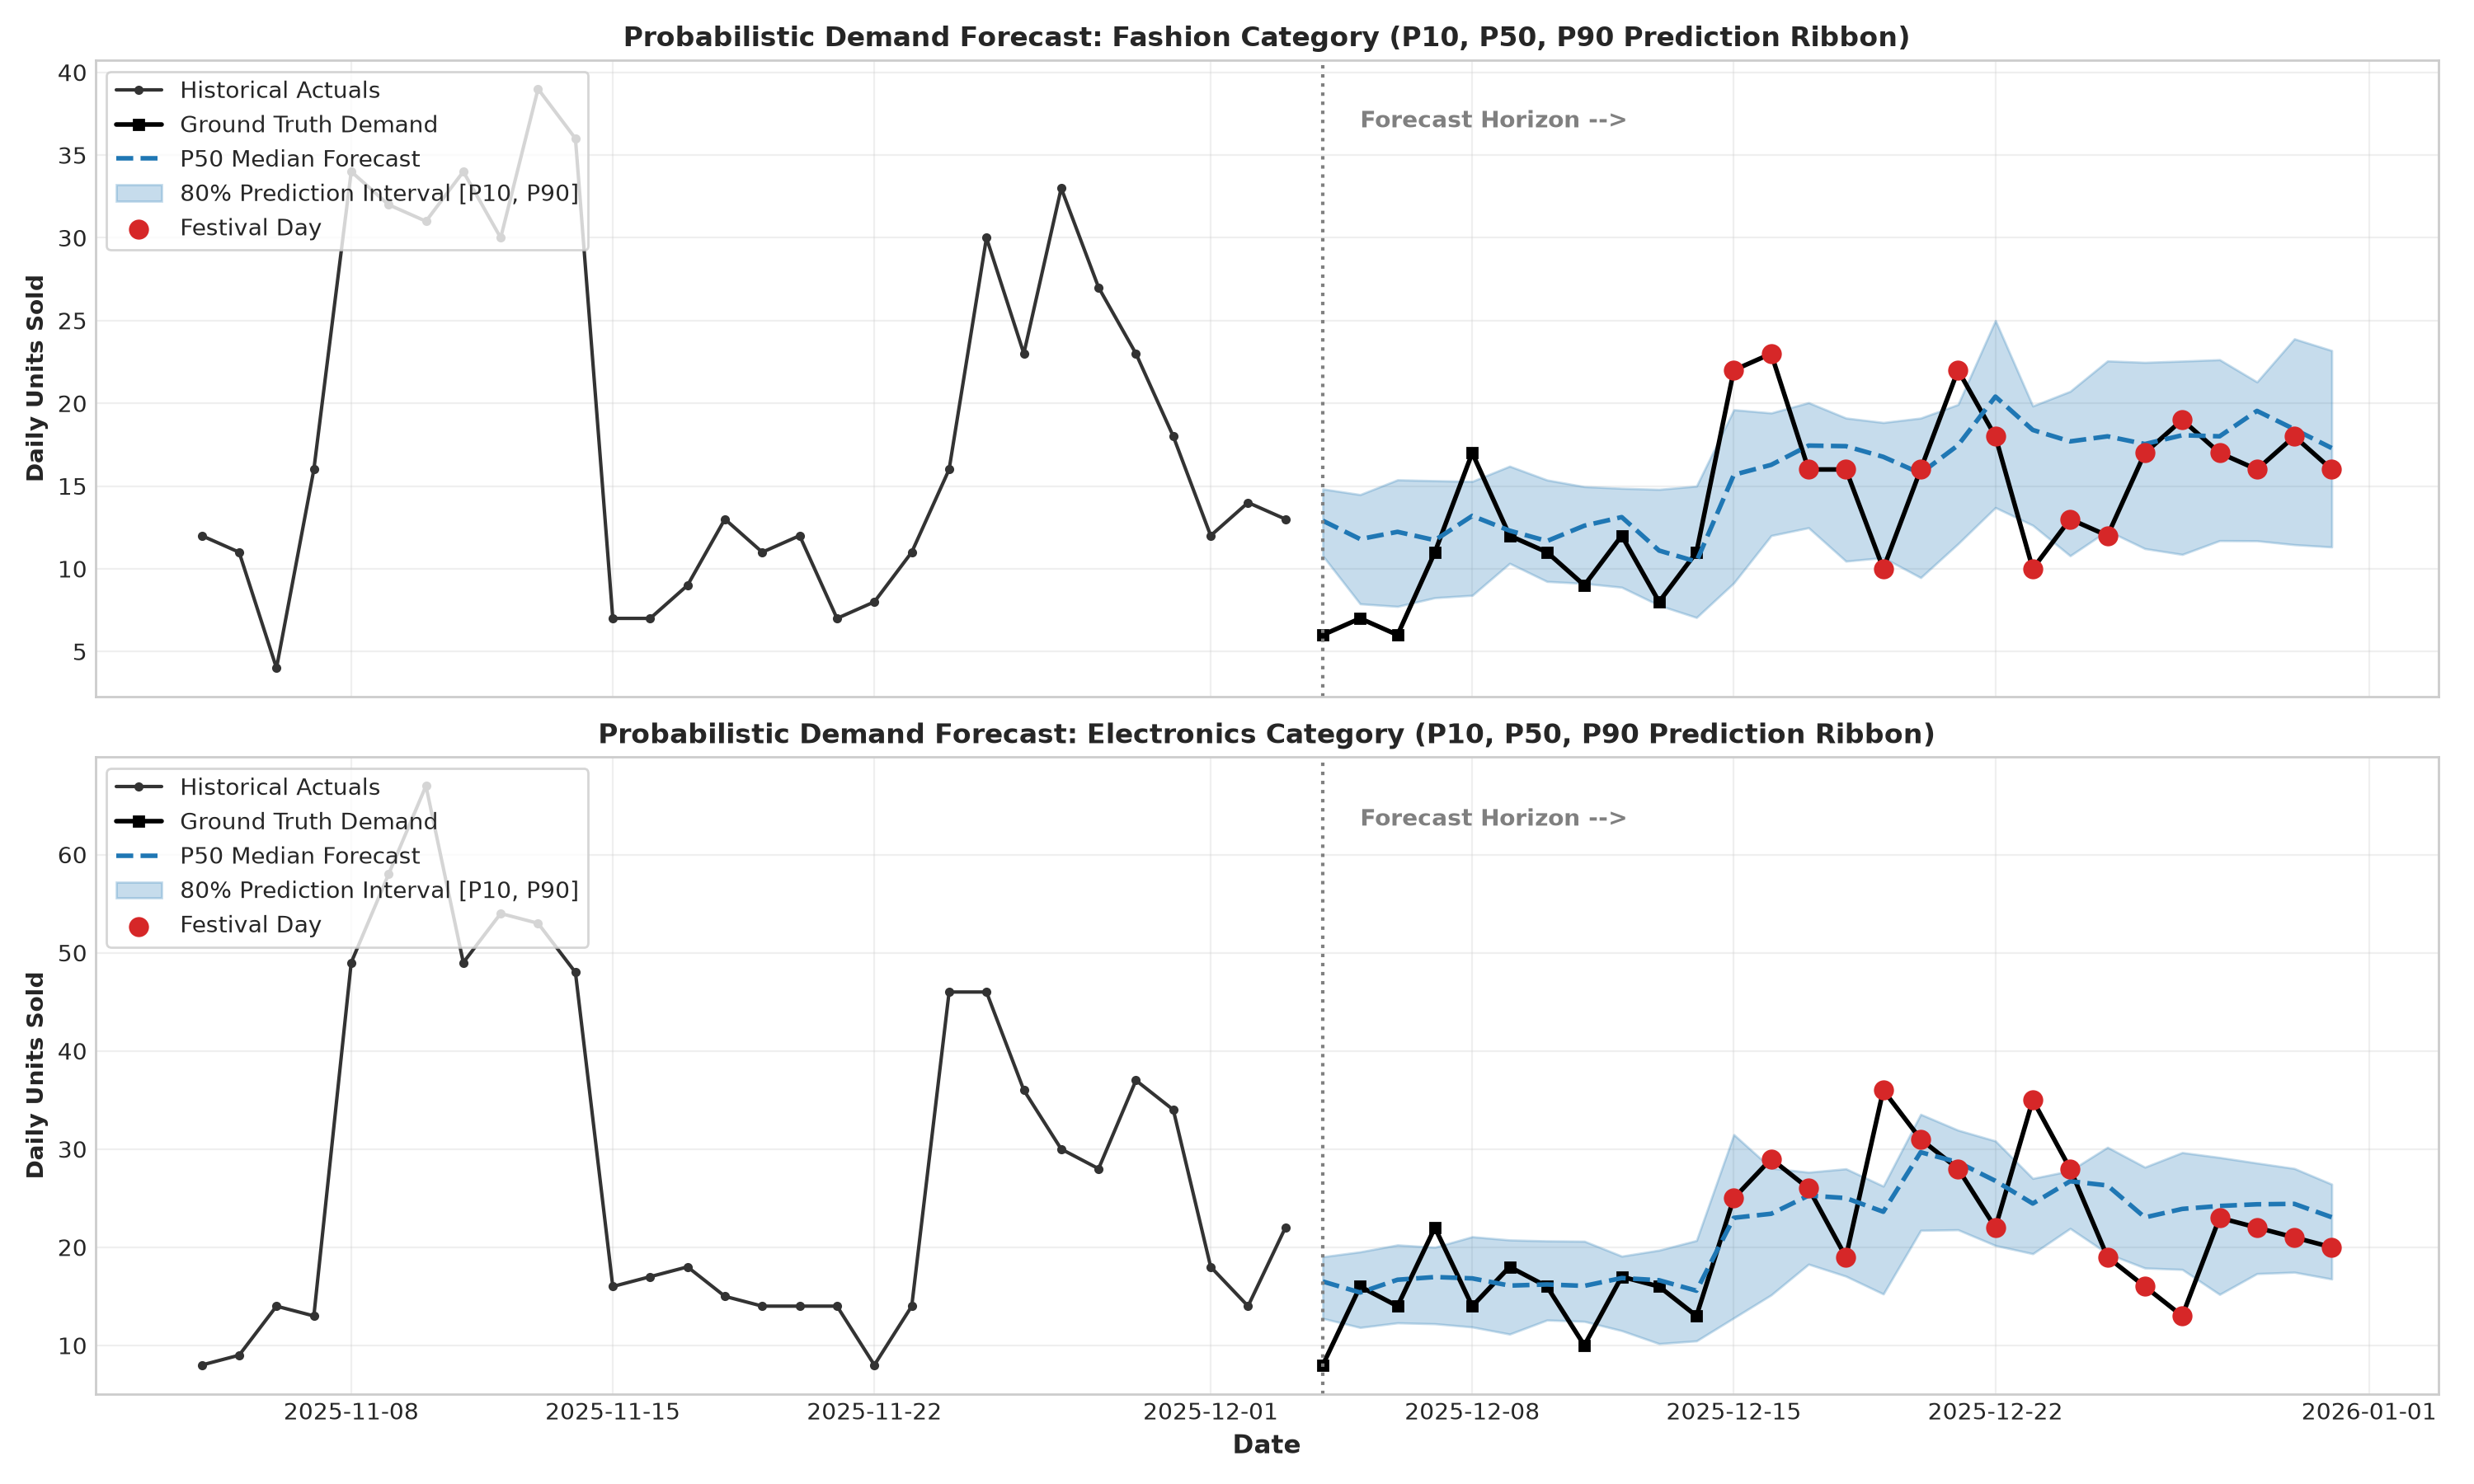 Probabilistic Demand Forecast: Fashion Category (P10, P50, P90 Prediction Ribbon)
40
35
30
25
20
15
10
5
Daily Units Sold
Historical Actuals
Ground Truth Demand
P50 Median Forecast
80% Prediction Interval [P10, P90]
Festival Day
Forecast Horizon -->
Probabilistic Demand Forecast: Electronics Category (P10, P50, P90 Prediction Ribbon)
60
50
40
30
20
10
Daily Units Sold
Historical Actuals
Ground Truth Demand
P50 Median Forecast
80% Prediction Interval [P10, P90]
Festival Day
Forecast Horizon -->
2025-11-08 2025-11-15 2025-11-22 2025-12-01 2025-12-08 2025-12-15 2025-12-22 2026-01-01
Date